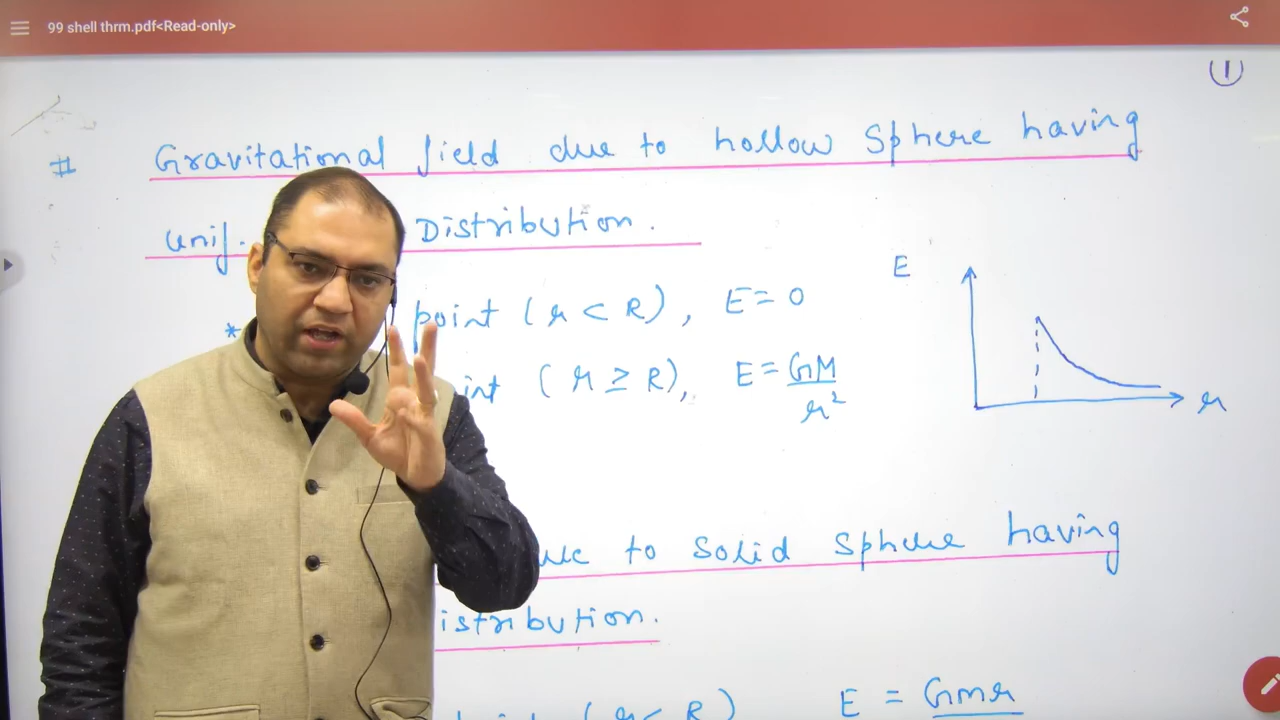 99 shell thrm.pdf<Read-only>
1
# Gravitational field due to hollow Sphere having
unif. Distribution.
* point (r < R), E = 0
int (r ≥ R), E = GM/r²
E
r
due to Solid Sphere having
istribution.
(r < R) E = Gmr